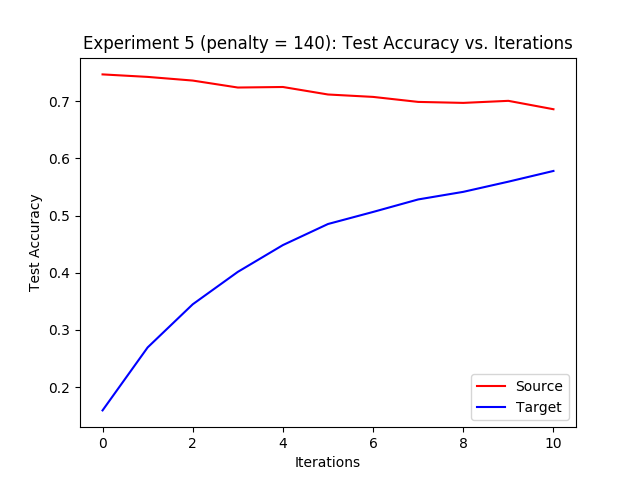 Experiment 5 (penalty = 140): Test Accuracy vs. Iterations
Test Accuracy
0.7
0.6
0.5
0.4
0.3
0.2
Source
Target
0 2 4 6 8 10
Iterations